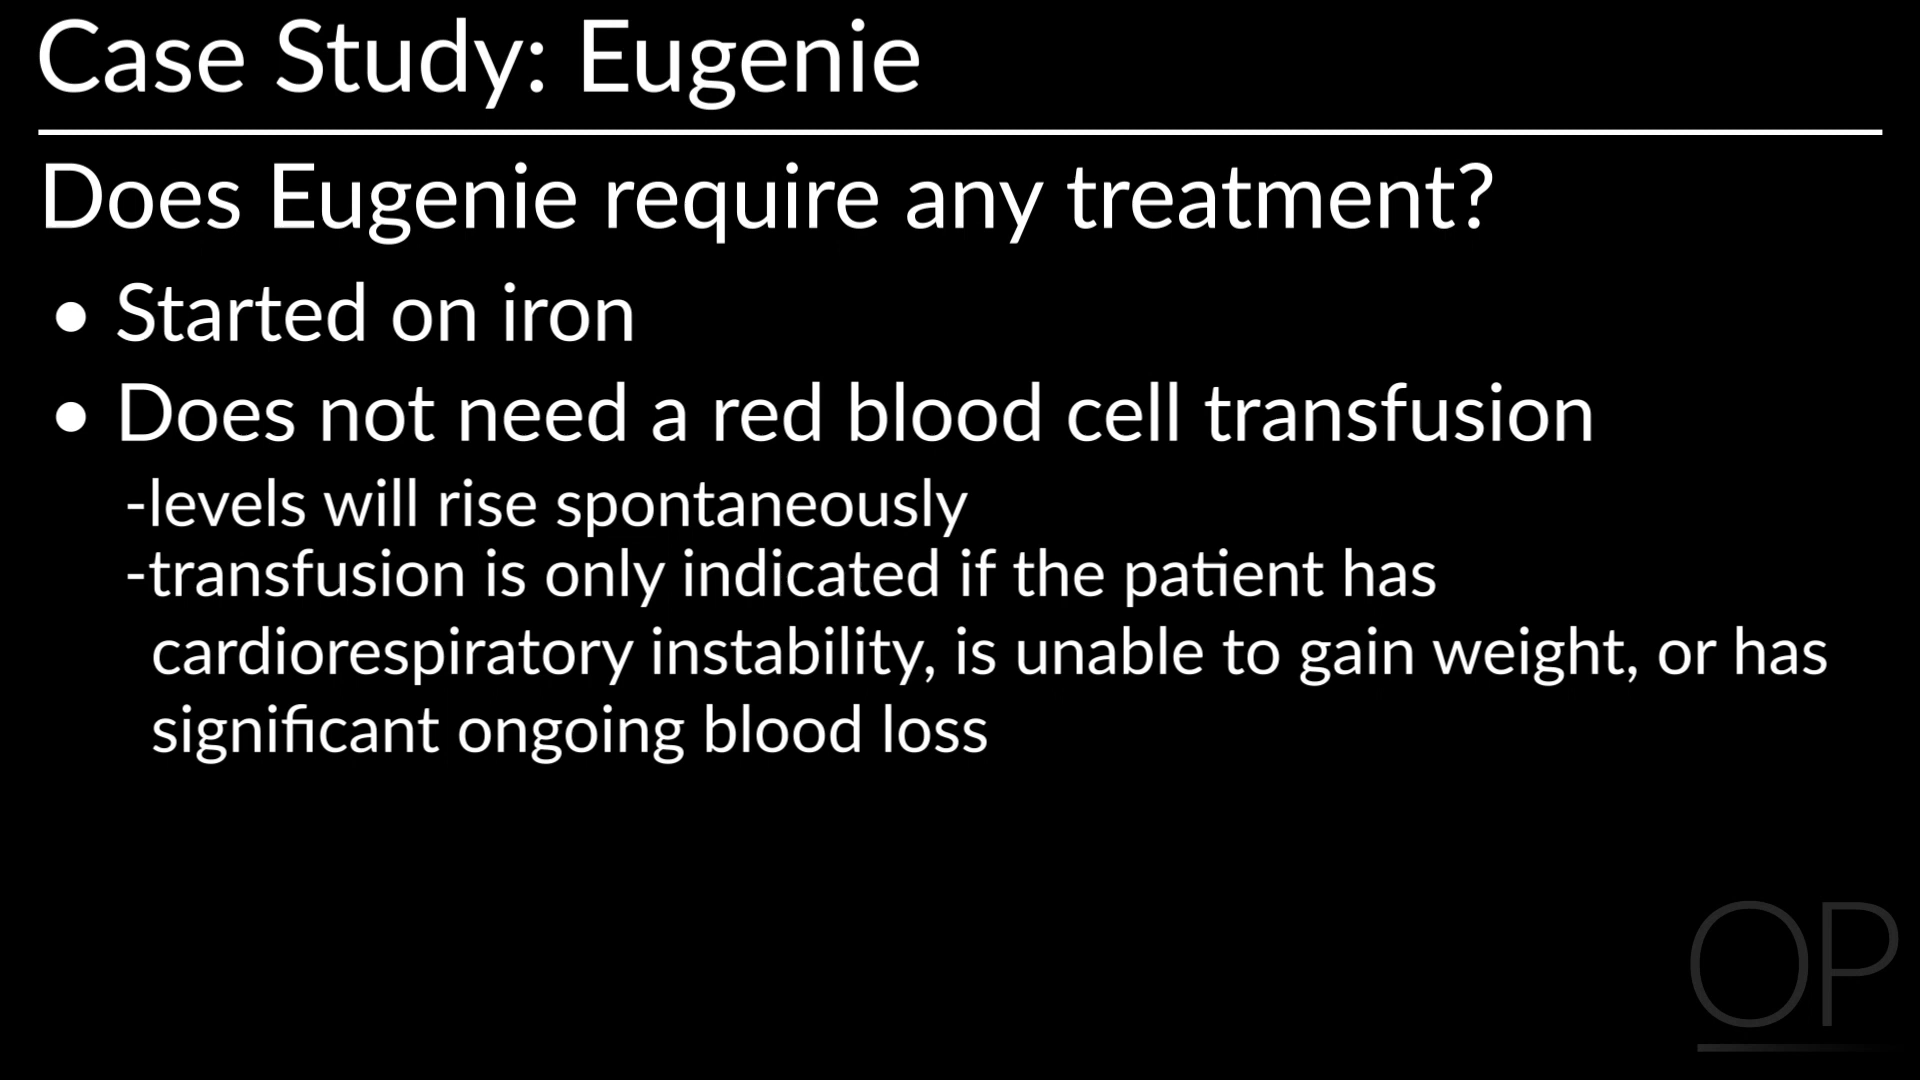 Case Study: Eugenie
Does Eugenie require any treatment?
• Started on iron
• Does not need a red blood cell transfusion
-levels will rise spontaneously
-transfusion is only indicated if the patient has
cardiorespiratory instability, is unable to gain weight, or has
significant ongoing blood loss
OP